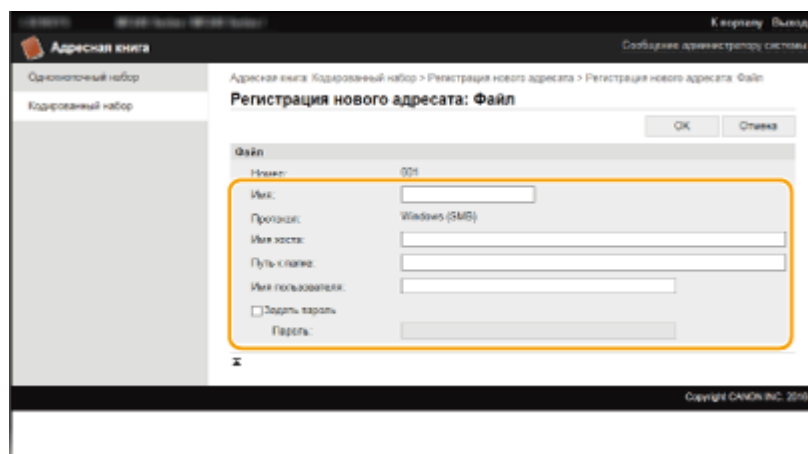 К порталу Выход
Адресная книга
Сообщение администратору системы
Однокнопочный набор
Кодированный набор
Адресная книга: Кодированный набор > Регистрация нового адресата > Регистрация нового адресата: Файл
Регистрация нового адресата: Файл
OK Отмена
Файл
Номер: 001
Имя:
Протокол: Windows (SMB)
Имя хоста:
Путь к папке:
Имя пользователя:
Задать пароль
Пароль:
Copyright CANON INC. 2016